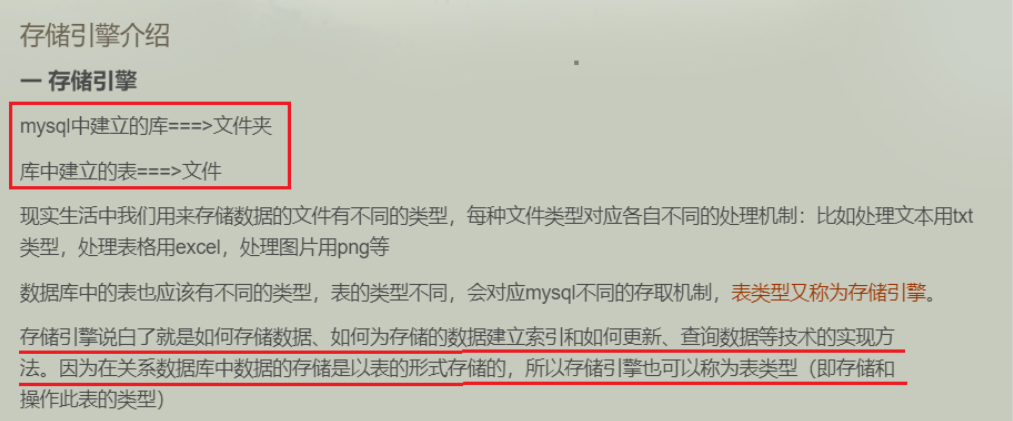 存储引擎介绍
一 存储引擎
mysql中建立的库===>文件夹
库中建立的表===>文件
现实生活中我们用来存储数据的文件有不同的类型，每种文件类型对应各自不同的处理机制：比如处理文本用txt
类型，处理表格用excel，处理图片用png等
数据库中的表也应该有不同的类型，表的类型不同，会对应mysql不同的存取机制，表类型又称为存储引擎。
存储引擎说白了就是如何存储数据、如何为存储的数据建立索引和如何更新、查询数据等技术的实现方
法。因为在关系数据库中数据的存储是以表的形式存储的，所以存储引擎也可以称为表类型（即存储和
操作此表的类型）